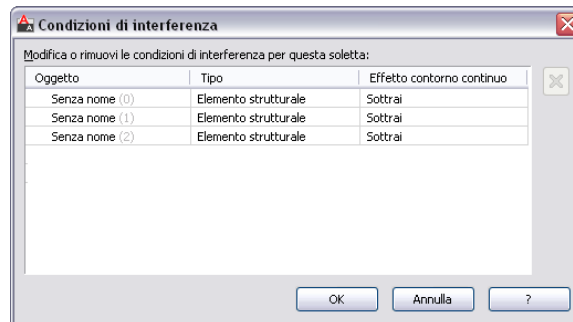 Condizioni di interferenza
Modifica o rimuovi le condizioni di interferenza per questa soletta:
Oggetto Tipo Effetto contorno continuo
Senza nome (0) Elemento strutturale Sottrai
Senza nome (1) Elemento strutturale Sottrai
Senza nome (2) Elemento strutturale Sottrai
OK Annulla ?